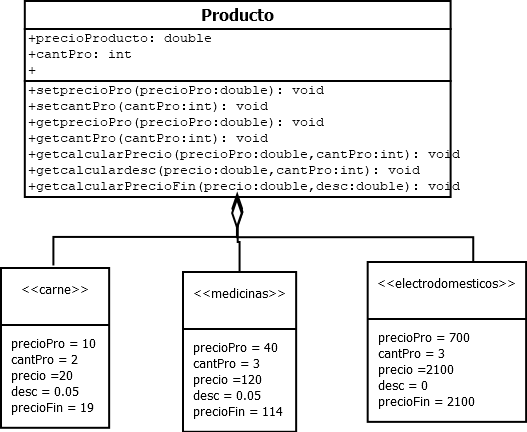 Producto
+precioProducto: double
+cantPro: int
+
+setprecioPro(precioPro:double): void
+setcantPro(cantPro:int): void
+getprecioPro(precioPro:double): void
+getcantPro(cantPro:int): void
+getcalcularPrecio(precioPro:double,cantPro:int): void
+getcalculardesc(precio:double,cantPro:int): void
+getcalcularPrecioFin(precio:double,desc:double): void
<<carne>>
precioPro = 10
cantPro = 2
precio =20
desc = 0.05
precioFin = 19
<<medicinas>>
precioPro = 40
cantPro = 3
precio =120
desc = 0.05
precioFin = 114
<<electrodomesticos>>
precioPro = 700
cantPro = 3
precio =2100
desc = 0
precioFin = 2100